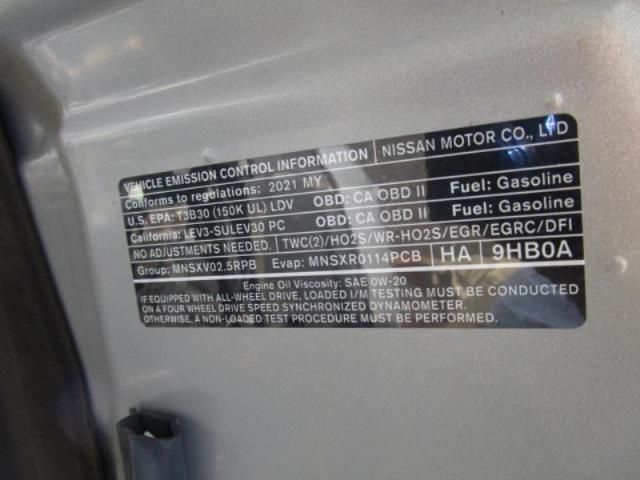 VEHICLE EMISSION CONTROL INFORMATION NISSAN MOTOR CO., LTD
Conforms to regulations: 2021 MY
U.S. EPA: T3B30 (150K UL) LDV OBD: CA OBD II Fuel: Gasoline
California: LEV3-SULEV30 PC OBD: CA OBD II Fuel: Gasoline
NO ADJUSTMENTS NEEDED. TWC(2)/HO2S/WR-HO2S/EGR/EGRC/DFI
Group: MNSXV02.5RPB Evap: MNSXR0114PCB HA 9HB0A
Engine Oil Viscosity: SAE 0W-20
IF EQUIPPED WITH ALL-WHEEL DRIVE, LOADED I/M TESTING MUST BE CONDUCTED
ON A FOUR WHEEL DRIVE SPEED SYNCHRONIZED DYNAMOMETER.
OTHERWISE, A NON-LOADED TEST PROCEDURE MUST BE PERFORMED.